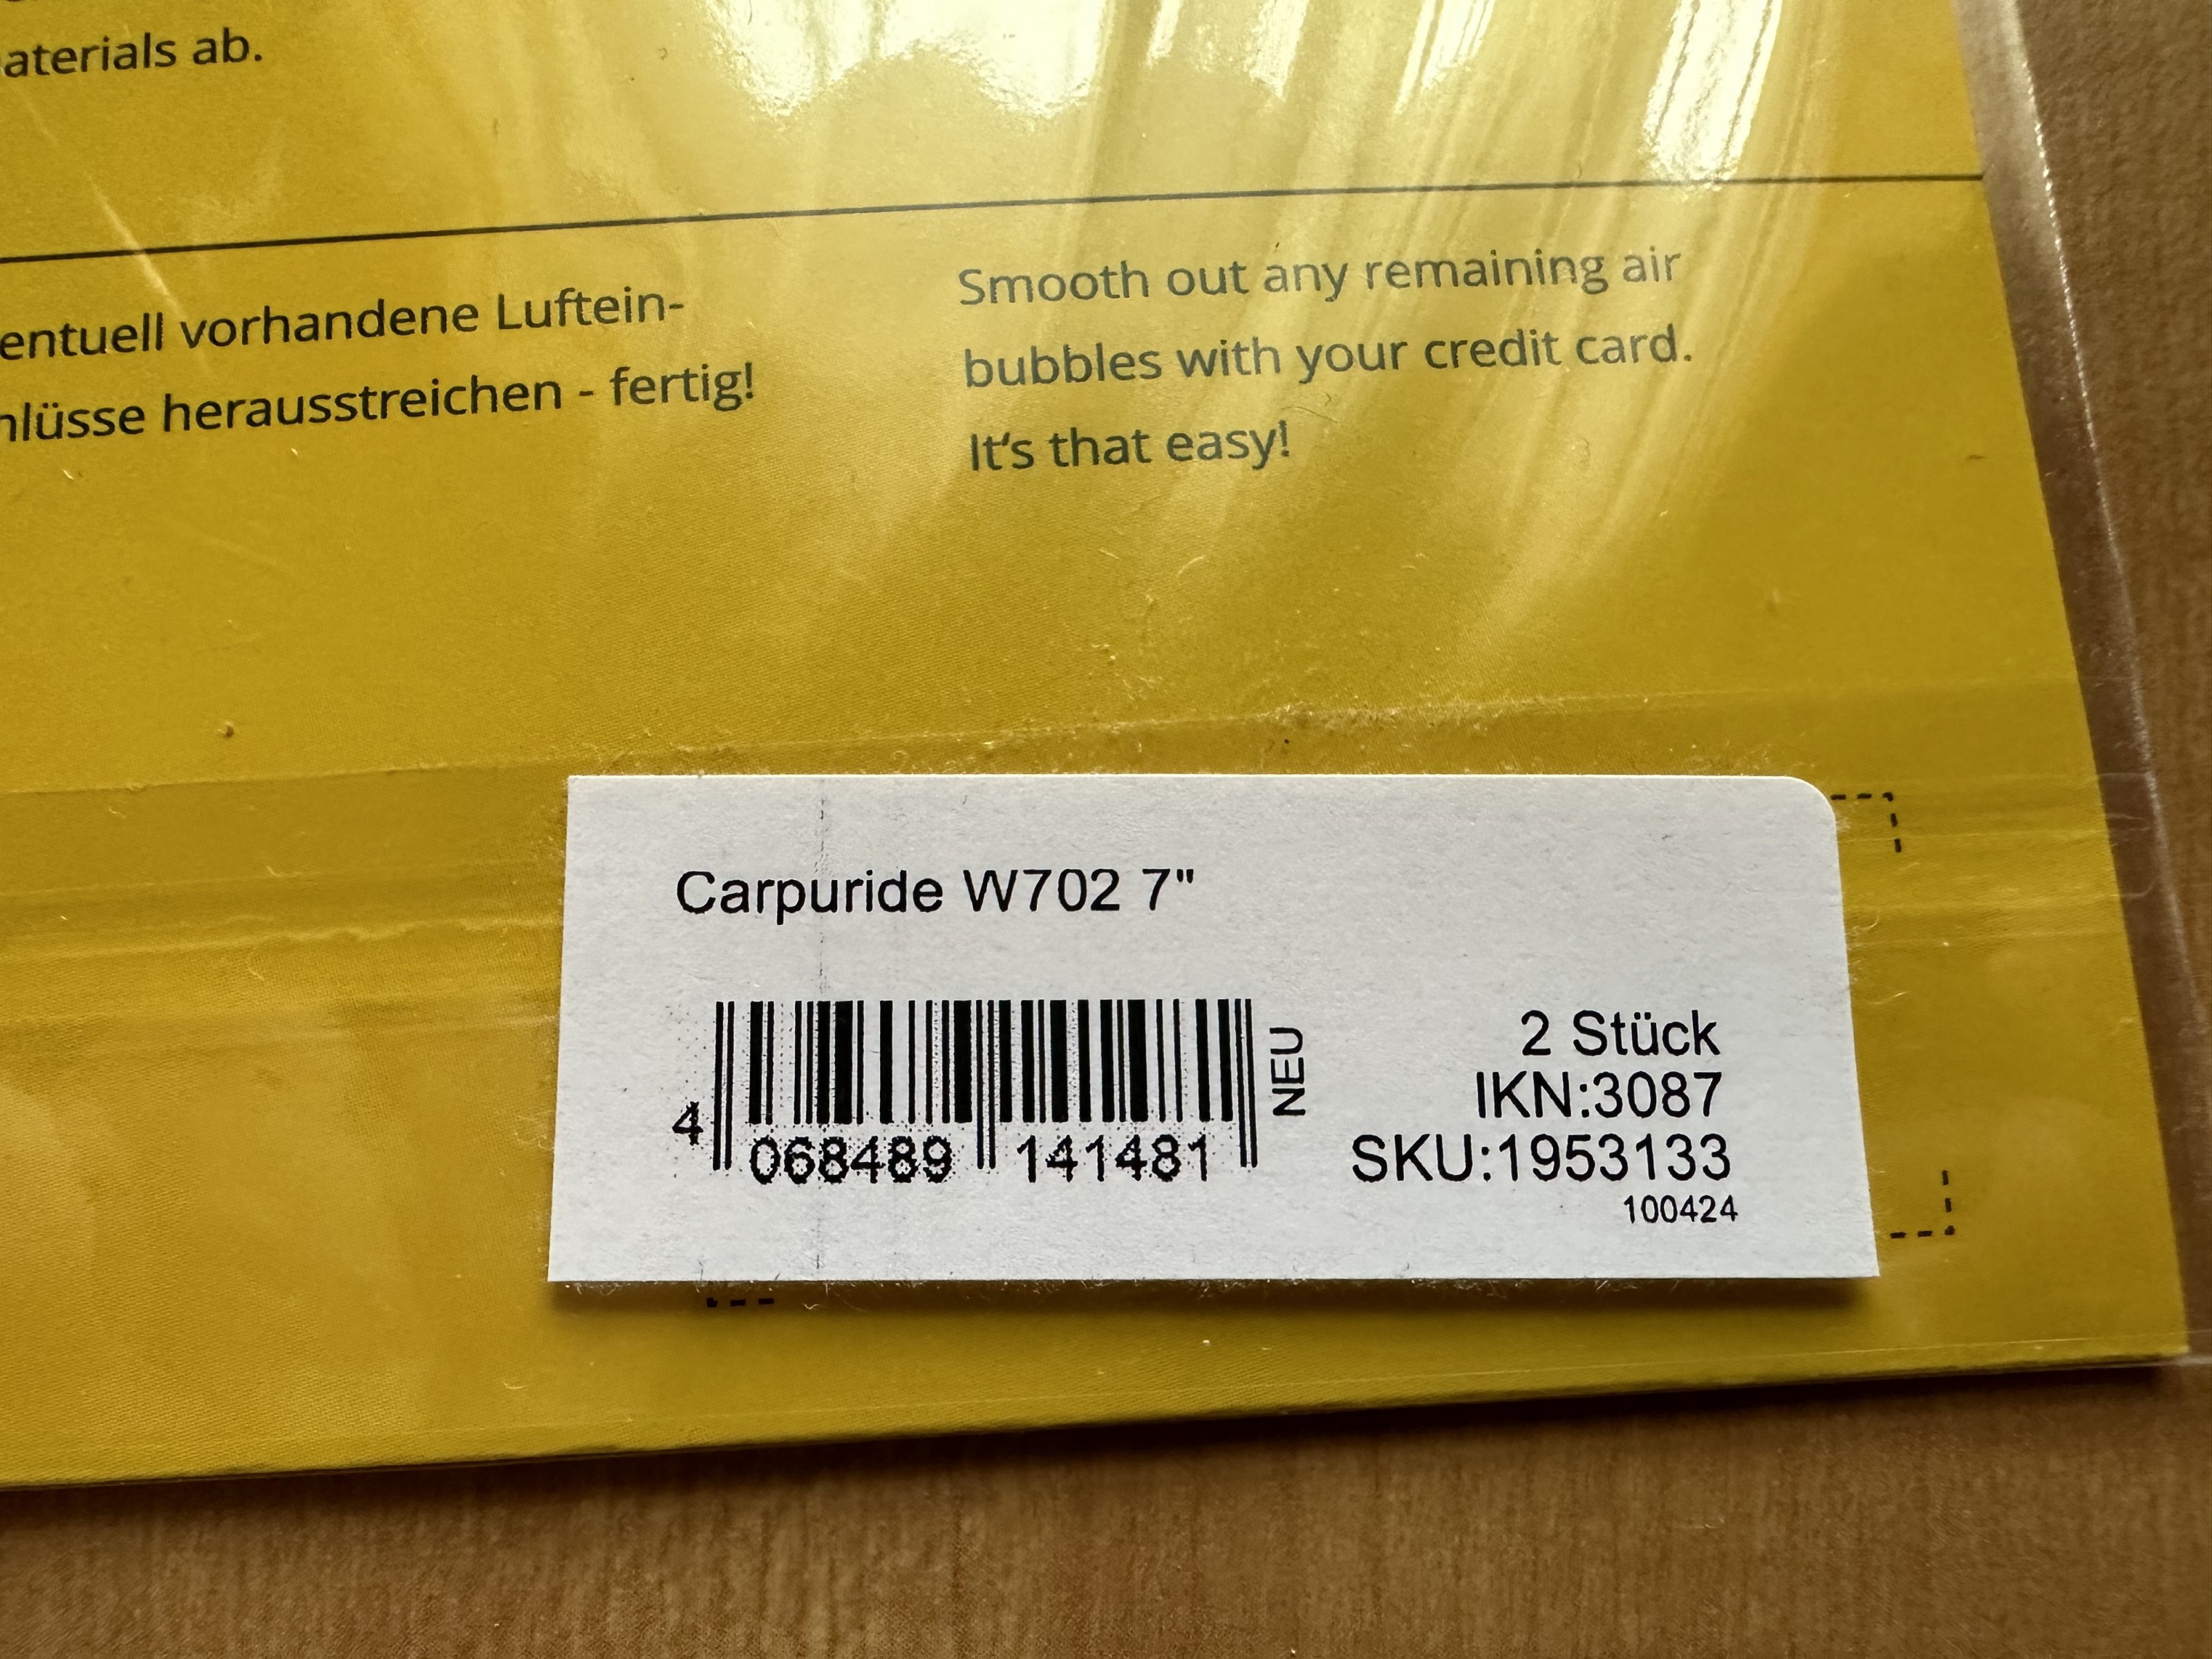 aterials ab.
entuell vorhandene Luftein-
hlüsse herausstreichen - fertig!
Smooth out any remaining air
bubbles with your credit card.
It's that easy!
Carpuride W702 7"
4 068489 141481
NEU
2 Stück
IKN:3087
SKU:1953133
100424